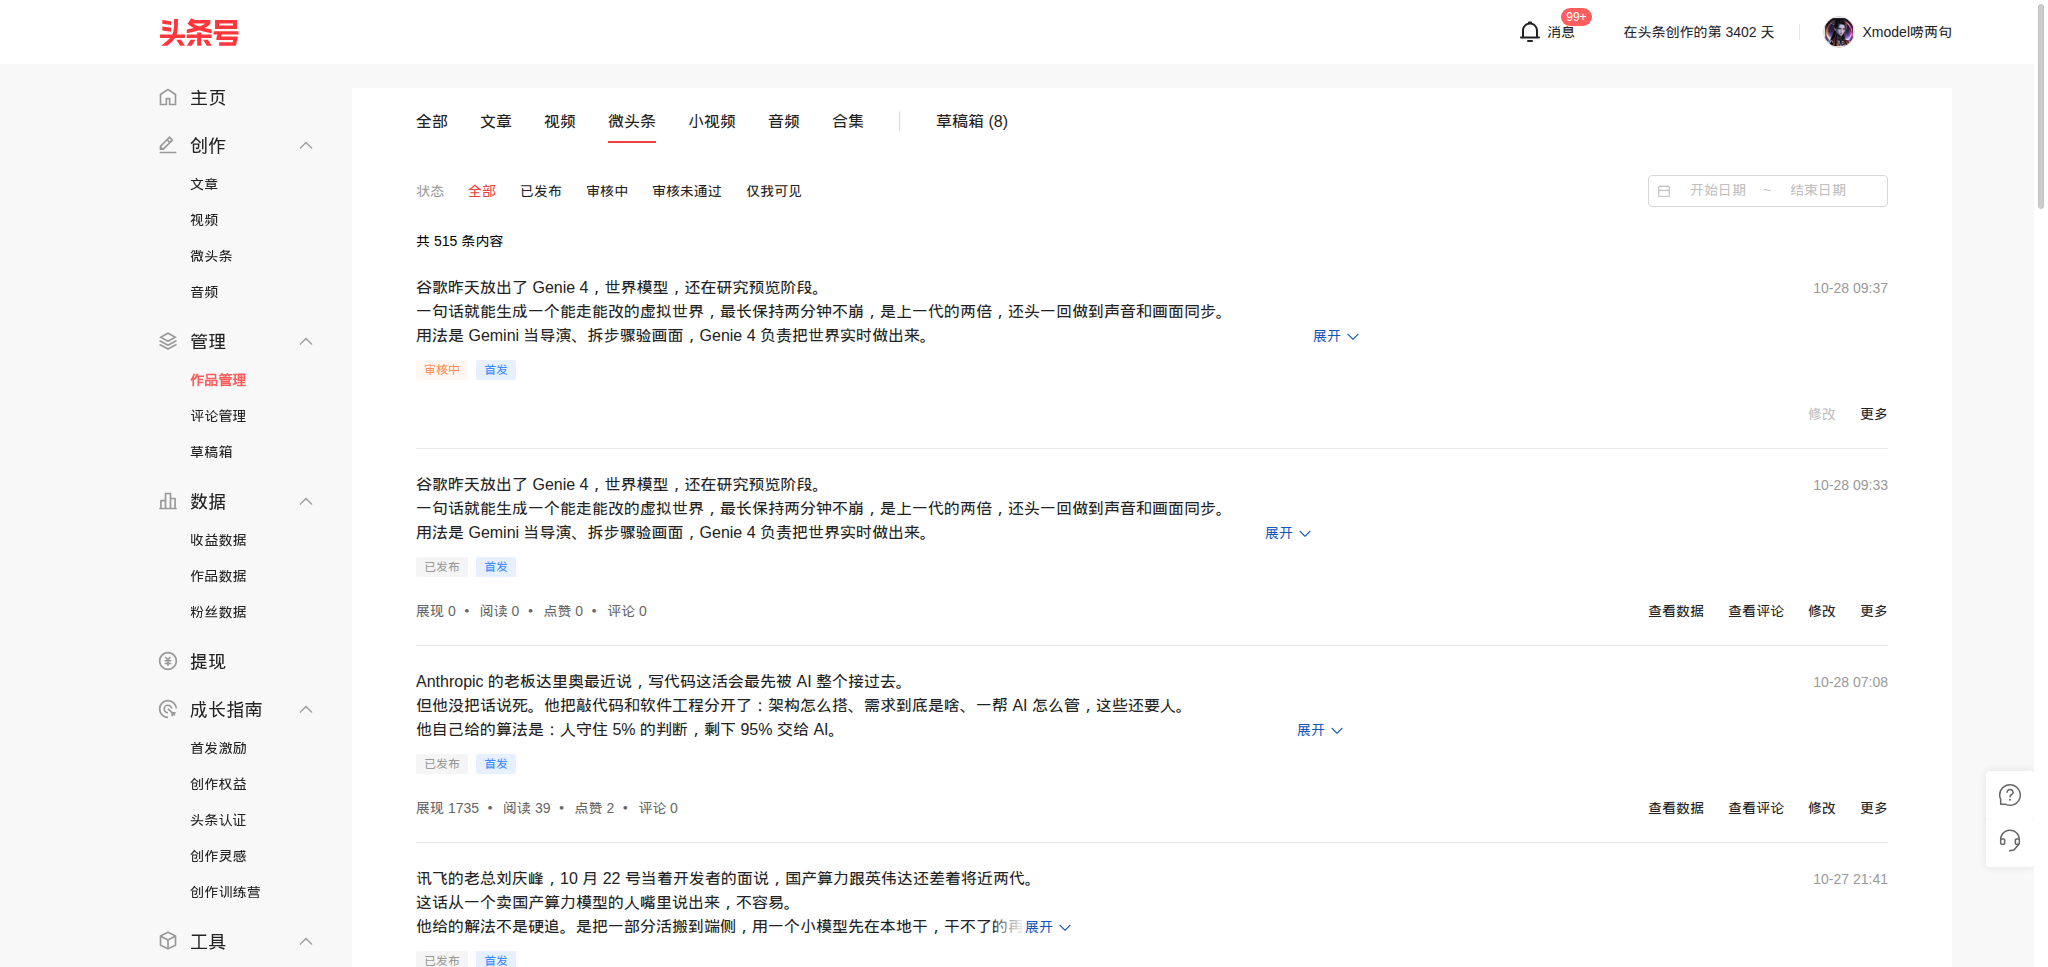 头条号
消息
99+
在头条创作的第 3402 天
Xmodel唠两句
主页
创作
文章
视频
微头条
音频
管理
作品管理
评论管理
草稿箱
数据
收益数据
作品数据
粉丝数据
提现
成长指南
首发激励
创作权益
头条认证
创作灵感
创作训练营
工具
全部 文章 视频 微头条 小视频 音频 合集 草稿箱 (8)
状态 全部 已发布 审核中 审核未通过 仅我可见 开始日期 ~ 结束日期
共 515 条内容
谷歌昨天放出了 Genie 4，世界模型，还在研究预览阶段。 10-28 09:37
一句话就能生成一个能走能改的虚拟世界，最长保持两分钟不崩，是上一代的两倍，还头一回做到声音和画面同步。
用法是 Gemini 当导演、拆步骤验画面，Genie 4 负责把世界实时做出来。 展开
审核中 首发
修改 更多
谷歌昨天放出了 Genie 4，世界模型，还在研究预览阶段。 10-28 09:33
一句话就能生成一个能走能改的虚拟世界，最长保持两分钟不崩，是上一代的两倍，还头一回做到声音和画面同步。
用法是 Gemini 当导演、拆步骤验画面，Genie 4 负责把世界实时做出来。 展开
已发布 首发
展现 0 • 阅读 0 • 点赞 0 • 评论 0 查看数据 查看评论 修改 更多
Anthropic 的老板达里奥最近说，写代码这活会最先被 AI 整个接过去。 10-28 07:08
但他没把话说死。他把敲代码和软件工程分开了：架构怎么搭、需求到底是啥、一帮 AI 怎么管，这些还要人。
他自己给的算法是：人守住 5% 的判断，剩下 95% 交给 AI。 展开
已发布 首发
展现 1735 • 阅读 39 • 点赞 2 • 评论 0 查看数据 查看评论 修改 更多
讯飞的老总刘庆峰，10 月 22 号当着开发者的面说，国产算力跟英伟达还差着将近两代。 10-27 21:41
这话从一个卖国产算力模型的人嘴里说出来，不容易。
他给的解法不是硬追。是把一部分活搬到端侧，用一个小模型先在本地干，干不了的再 展开
已发布 首发